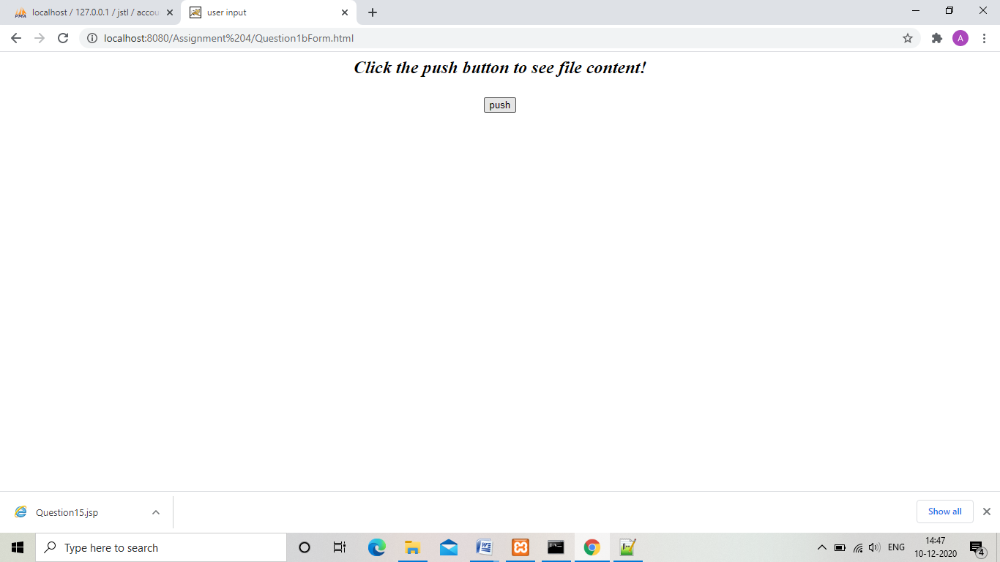 localhost / 127.0.0.1 / jstl / accou
user input
localhost:8080/Assignment%204/Question1bForm.html
A
Click the push button to see file content!
push
Question15.jsp
Show all
Type here to search
ENG
14:47
10-12-2020
4